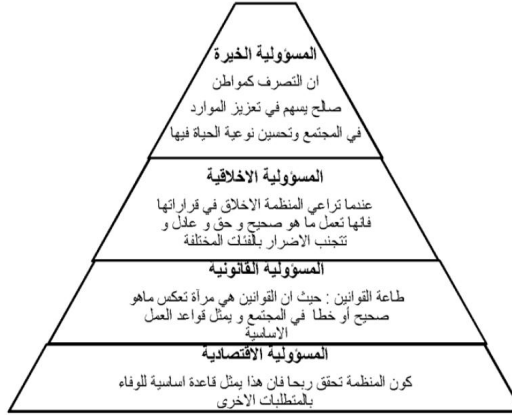 المسؤولية الخيرة
ان التصرف كمواطن
صالح يسهم في تعزيز الموارد
في المجتمع وتحسين نوعية الحياة فيها
المسؤولية الاخلاقية
عندما تراعي المنظمة الاخلاق في قراراتها
فانها تعمل ما هو صحيح و حق و عادل و
تتجنب الاضرار بالفئات المختلفة
المسؤولية القانونية
طاعة القوانين : حيث ان القوانين هي مرآة تعكس ماهو
صحيح أو خطا في المجتمع و يمثل قواعد العمل
الاساسية
المسؤولية الاقتصادية
كون المنظمة تحقق ربحا فان هذا يمثل قاعدة اساسية للوفاء
بالمتطلبات الاخرى